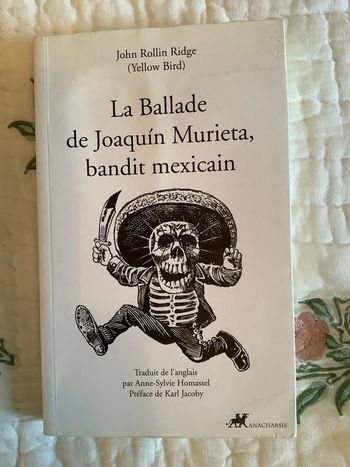 John Rollin Ridge
(Yellow Bird)
La Ballade
de Joaquín Murieta,
bandit mexicain
Traduit de l'anglais
par Anne-Sylvie Homassel
Préface de Karl Jacoby
ANACHARSIS